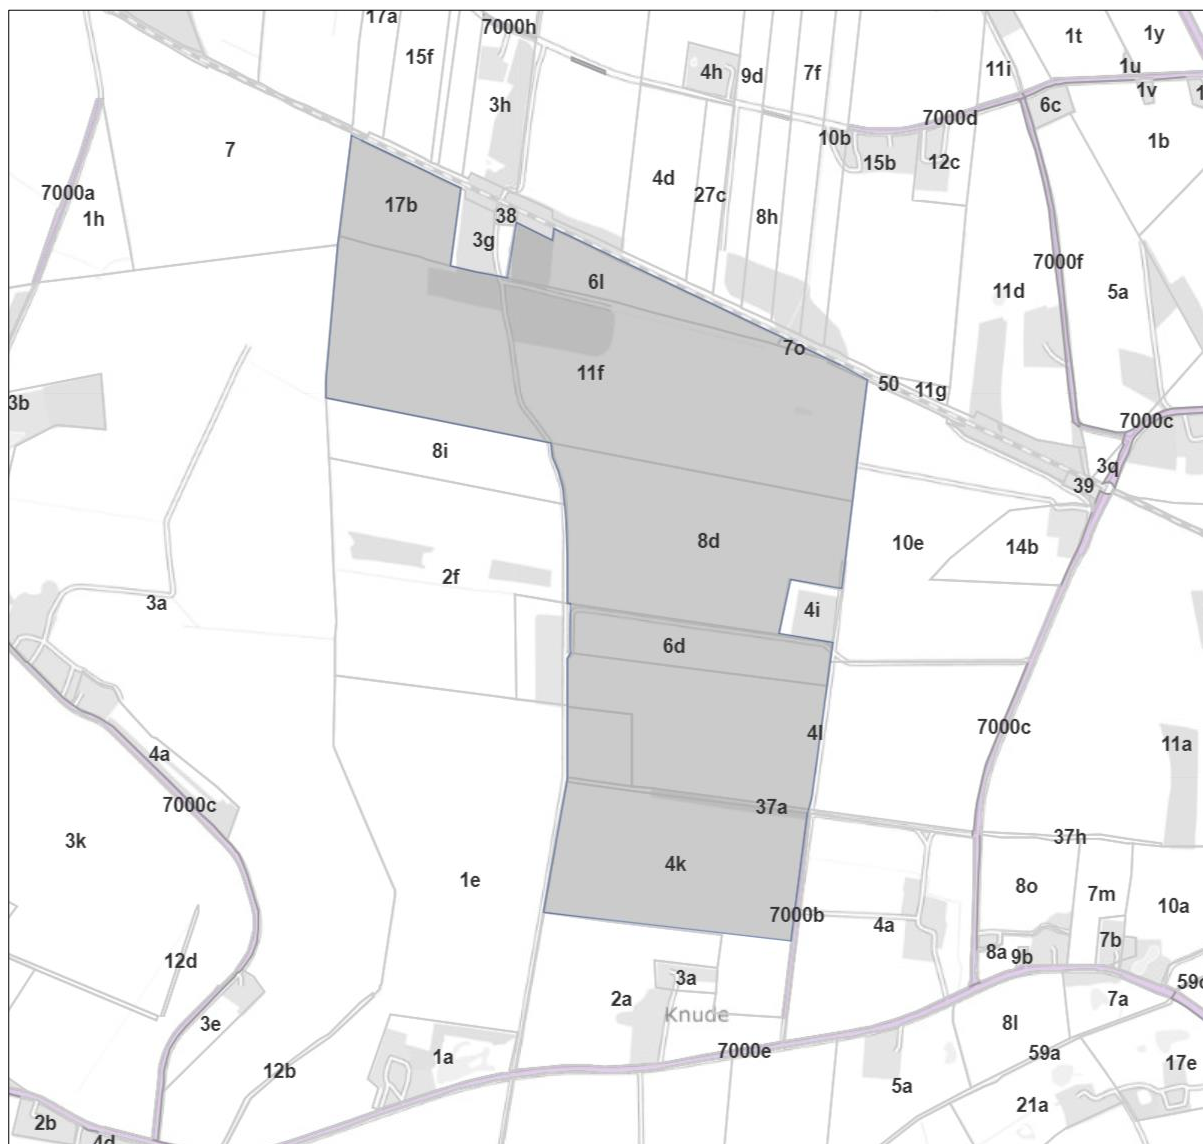 17a
7000h
15f
4h
9d
7f
11i
1t
1y
1u
1v
1
3h
6c
7000d
10b
15b
12c
1b
7
4d
27c
8h
7000a
1h
17b
38
3g
6l
7000f
11d
5a
7o
11f
50
11g
3b
7000c
8i
3q
39
8d
10e
14b
2f
3a
4i
6d
4l
7000c
11a
4a
7000c
37a
37h
3k
4k
1e
8o
7m
10a
7000b
4a
7b
8a
9b
12d
3a
59c
2a
7a
3e
Knude
8l
7000e
59a
1a
12b
17e
5a
21a
2b
4d